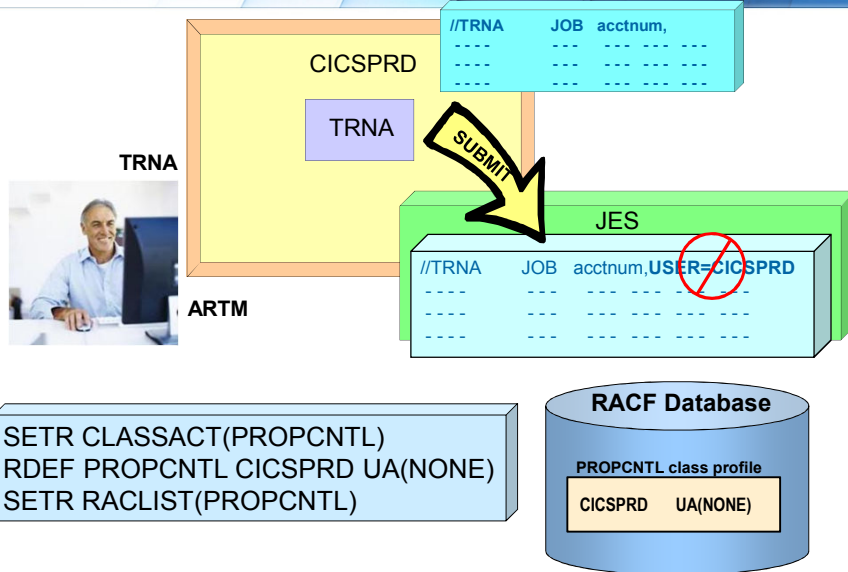 //TRNA JOB acctnum,
- - - - - - - - - - - - - - - -
- - - - - - - - - - - - - - - -
- - - - - - - - - - - - - - - -
CICSPRD
TRNA
SUBMIT
TRNA
ARTM
JES
//TRNA JOB acctnum,USER=CICSPRD
- - - - - - - - - - - - - - - -
- - - - - - - - - - - - - - - -
- - - - - - - - - - - - - - - -
SETR CLASSACT(PROPCNTL)
RDEF PROPCNTL CICSPRD UA(NONE)
SETR RACLIST(PROPCNTL)
RACF Database
PROPCNTL class profile
CICSPRD UA(NONE)